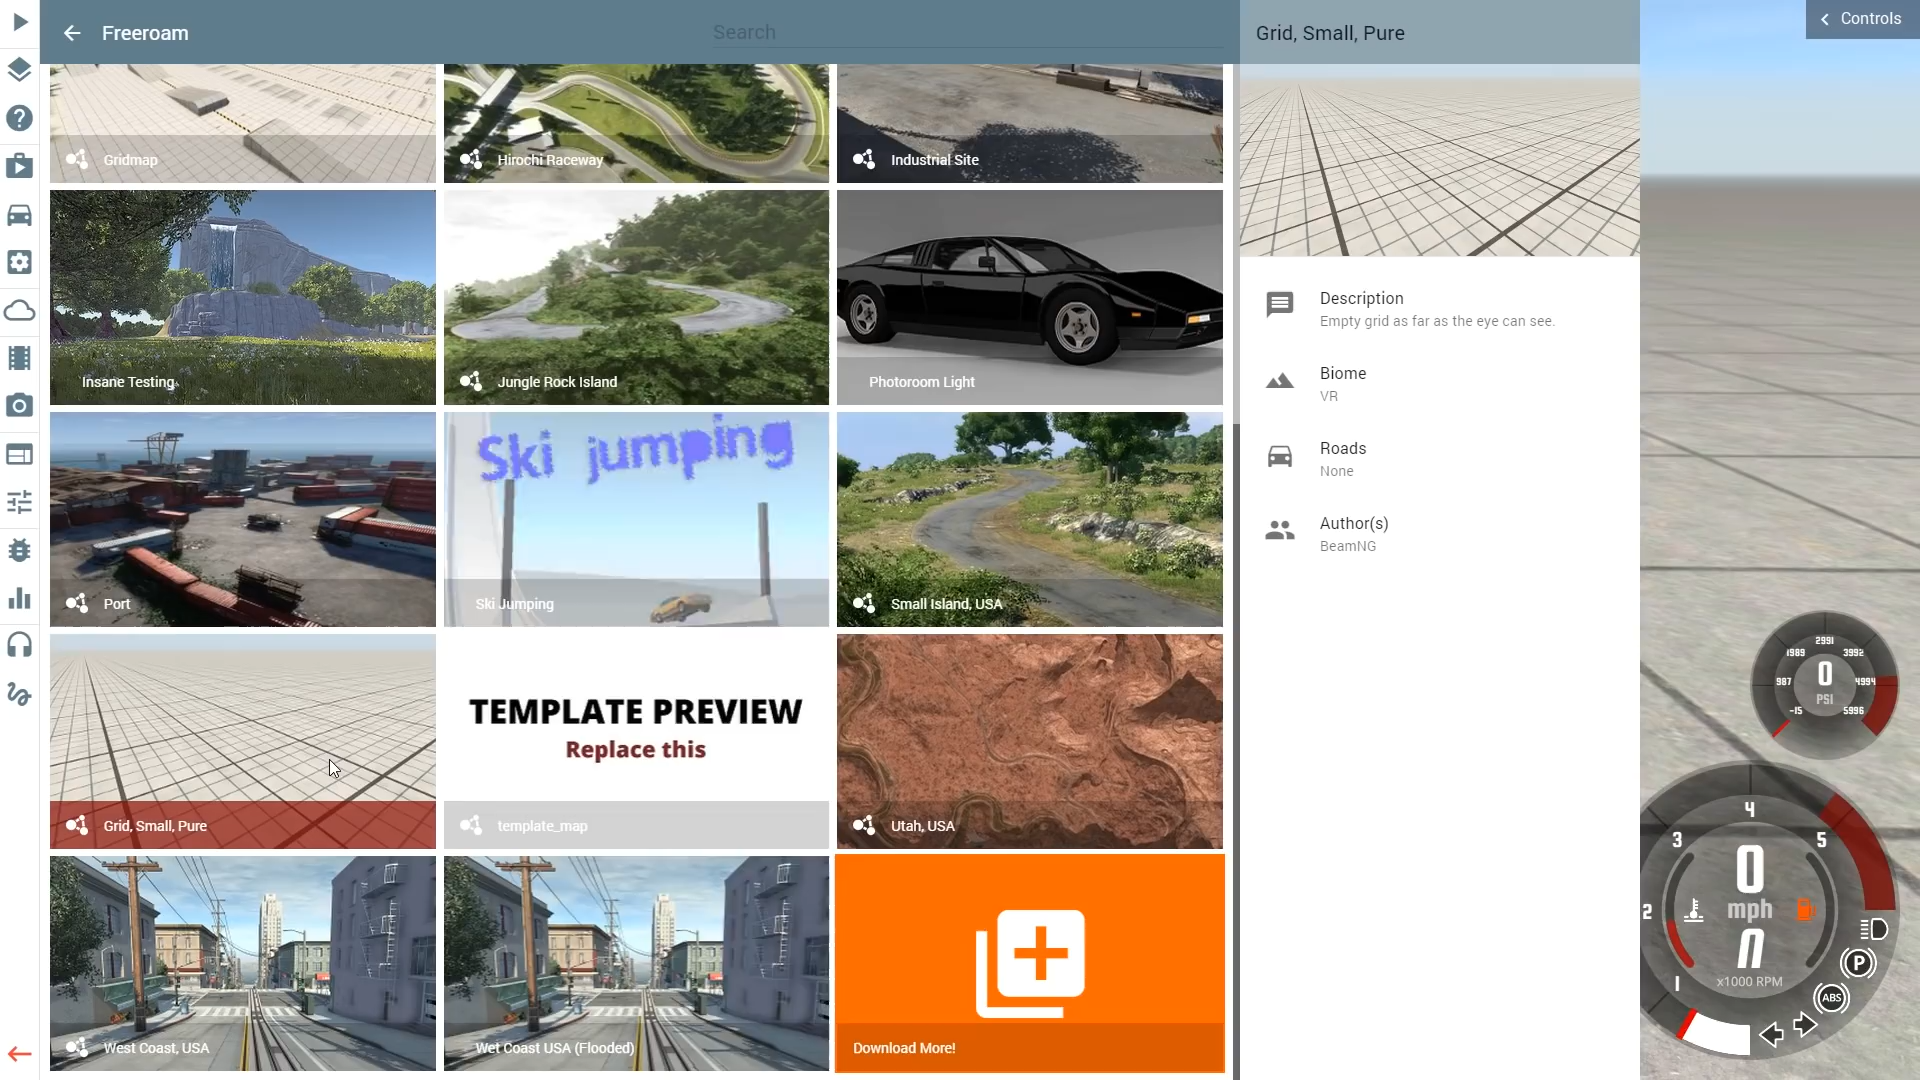 Freeroam
Search
Grid, Small, Pure
Controls
Gridmap
Hirochi Raceway
Industrial Site
Insane Testing
Jungle Rock Island
Photoroom Light
Description
Empty grid as far as the eye can see.
Biome
VR
Roads
None
Author(s)
BeamNG
Ski jumping
Port
Ski Jumping
Small Island, USA
TEMPLATE PREVIEW
Replace this
Grid, Small, Pure
template_map
Utah, USA
West Coast, USA
Wet Coast USA (Flooded)
Download More!
2991
1989
3992
987
0
4994
PSI
-15
5996
4
3
5
0
2
mph
n
1
x1000 RPM
P
ABS